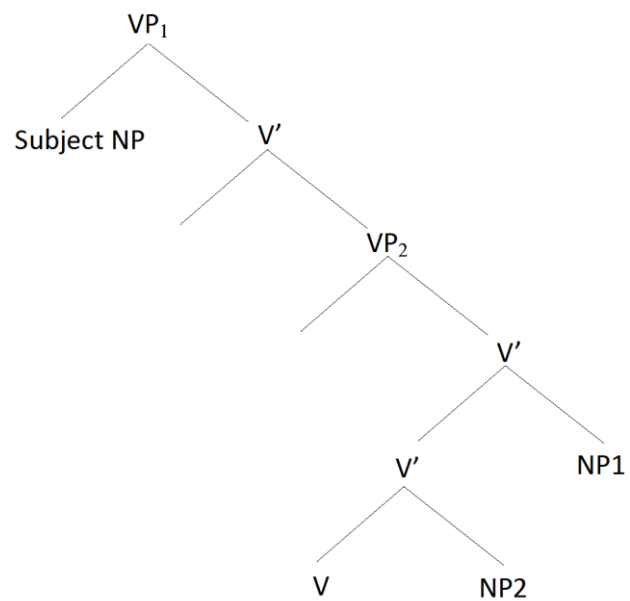 VP₁
Subject NP
V’
VP₂
V’
V’
NP1
V
NP2